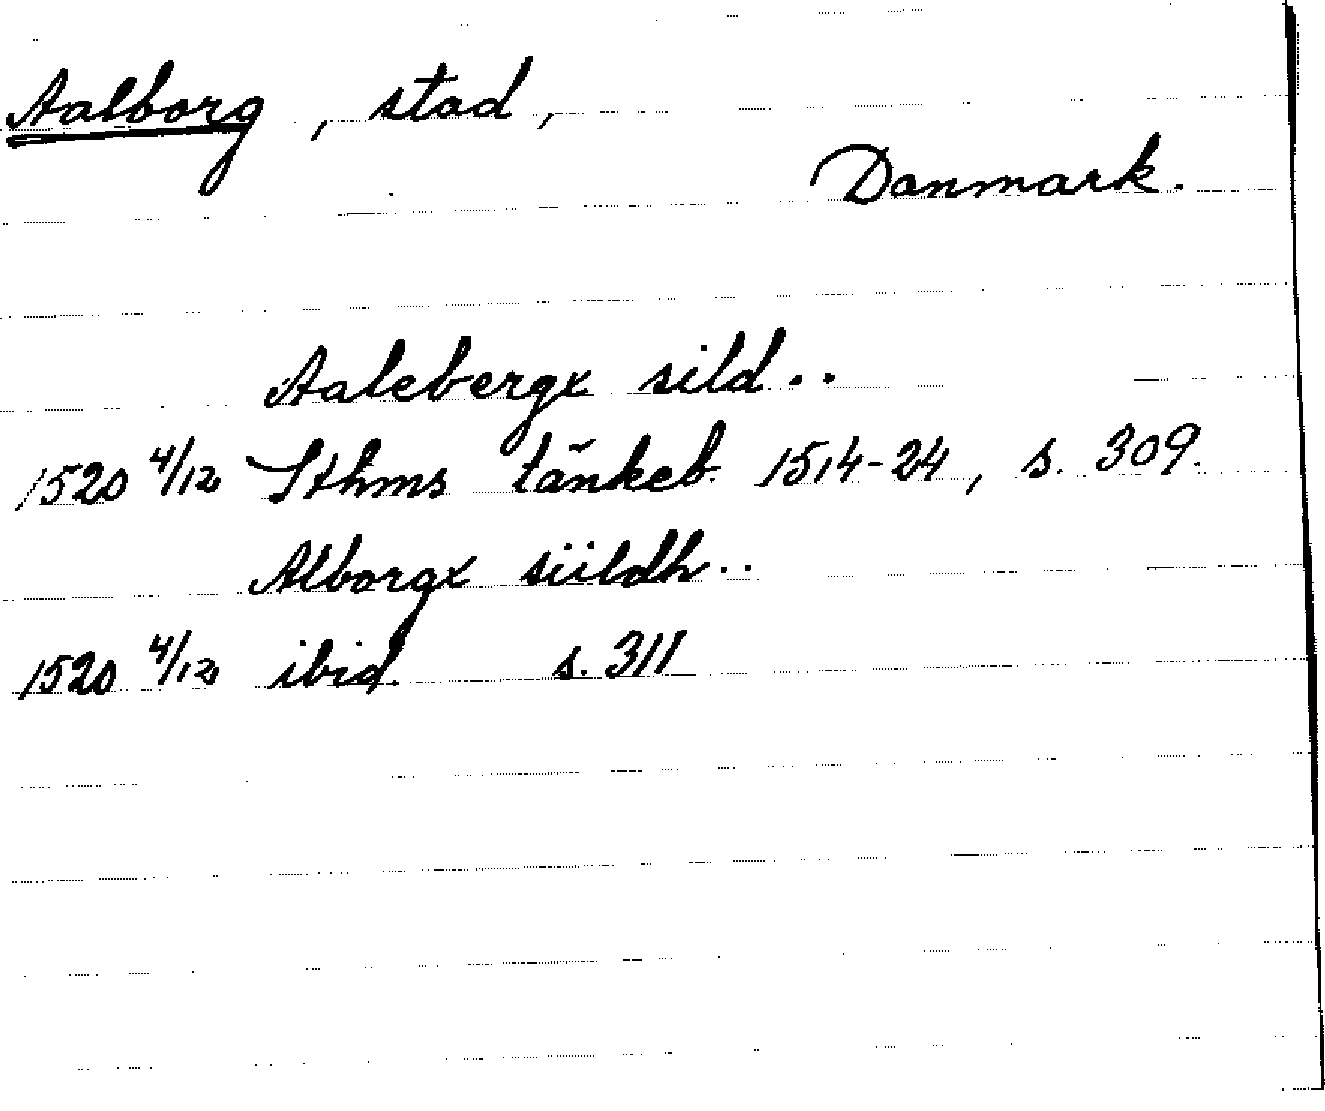 Aalborg, stad,
Danmark.
Aalebergx sild..
1520 4/12 Sthms tänkeb. 1514-24, s. 309.
Alborgx siildh..
1520 4/12 ibid. s. 311